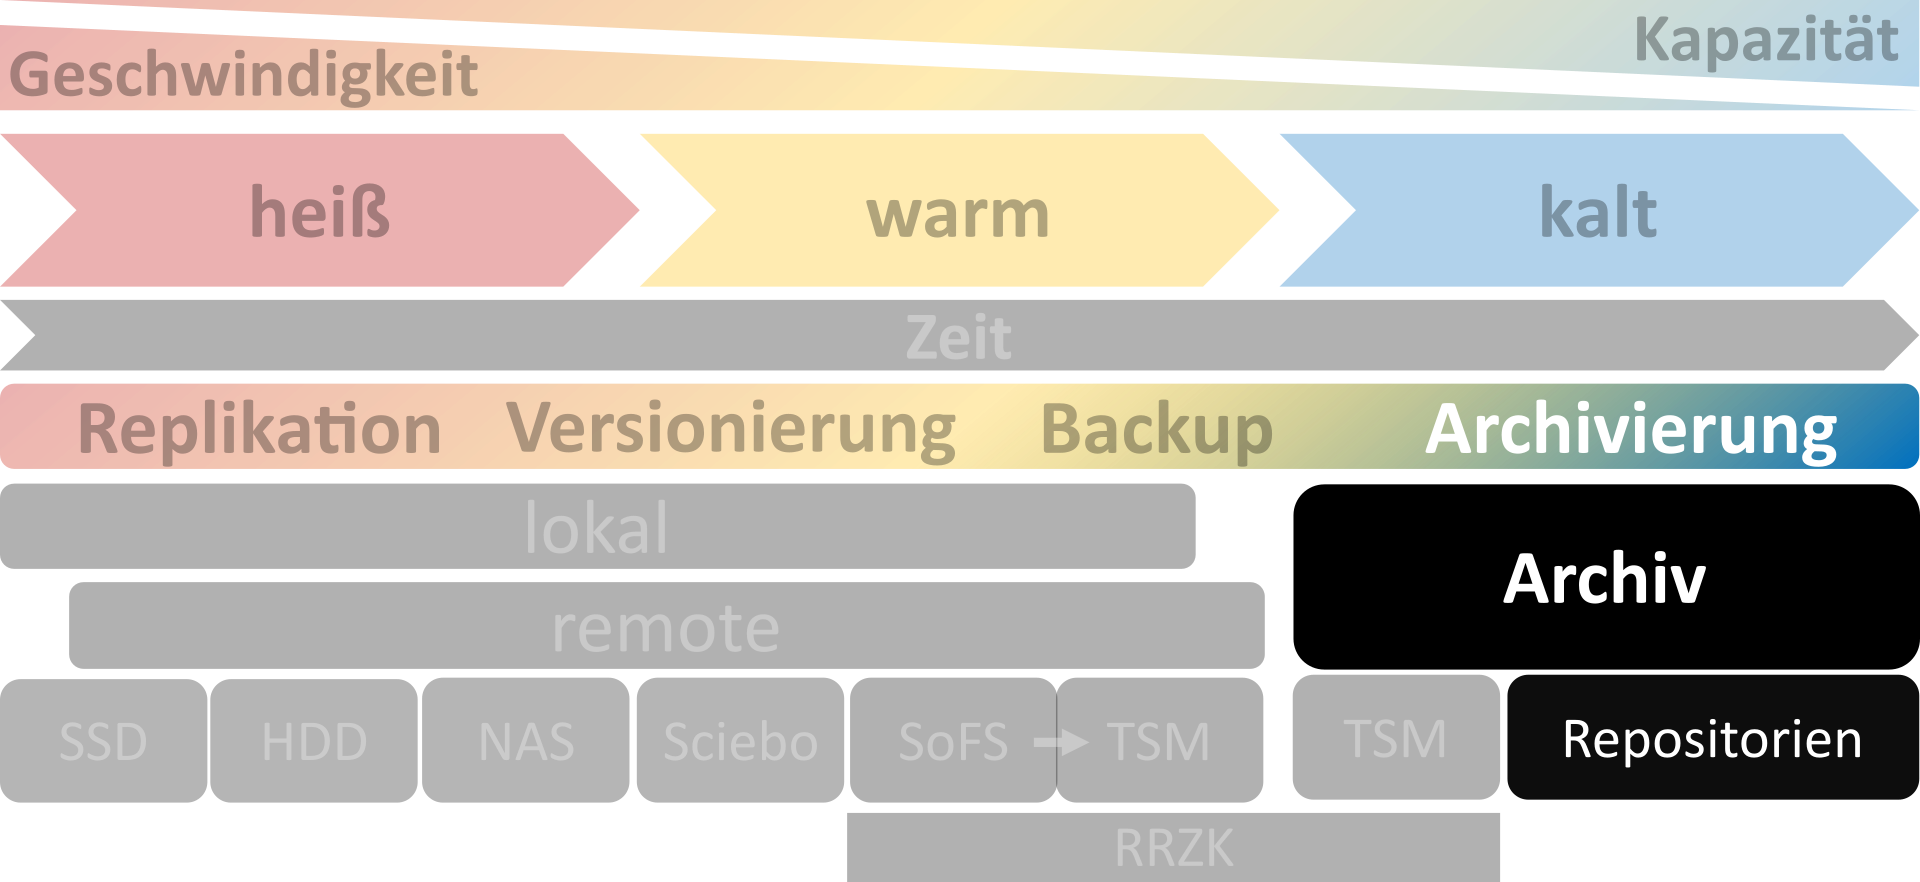 Geschwindigkeit
Kapazität
heiß
warm
kalt
Zeit
Replikation Versionierung Backup Archivierung
lokal
remote
Archiv
SSD
HDD
NAS
Sciebo
SoFS
TSM
TSM
Repositorien
RRZK